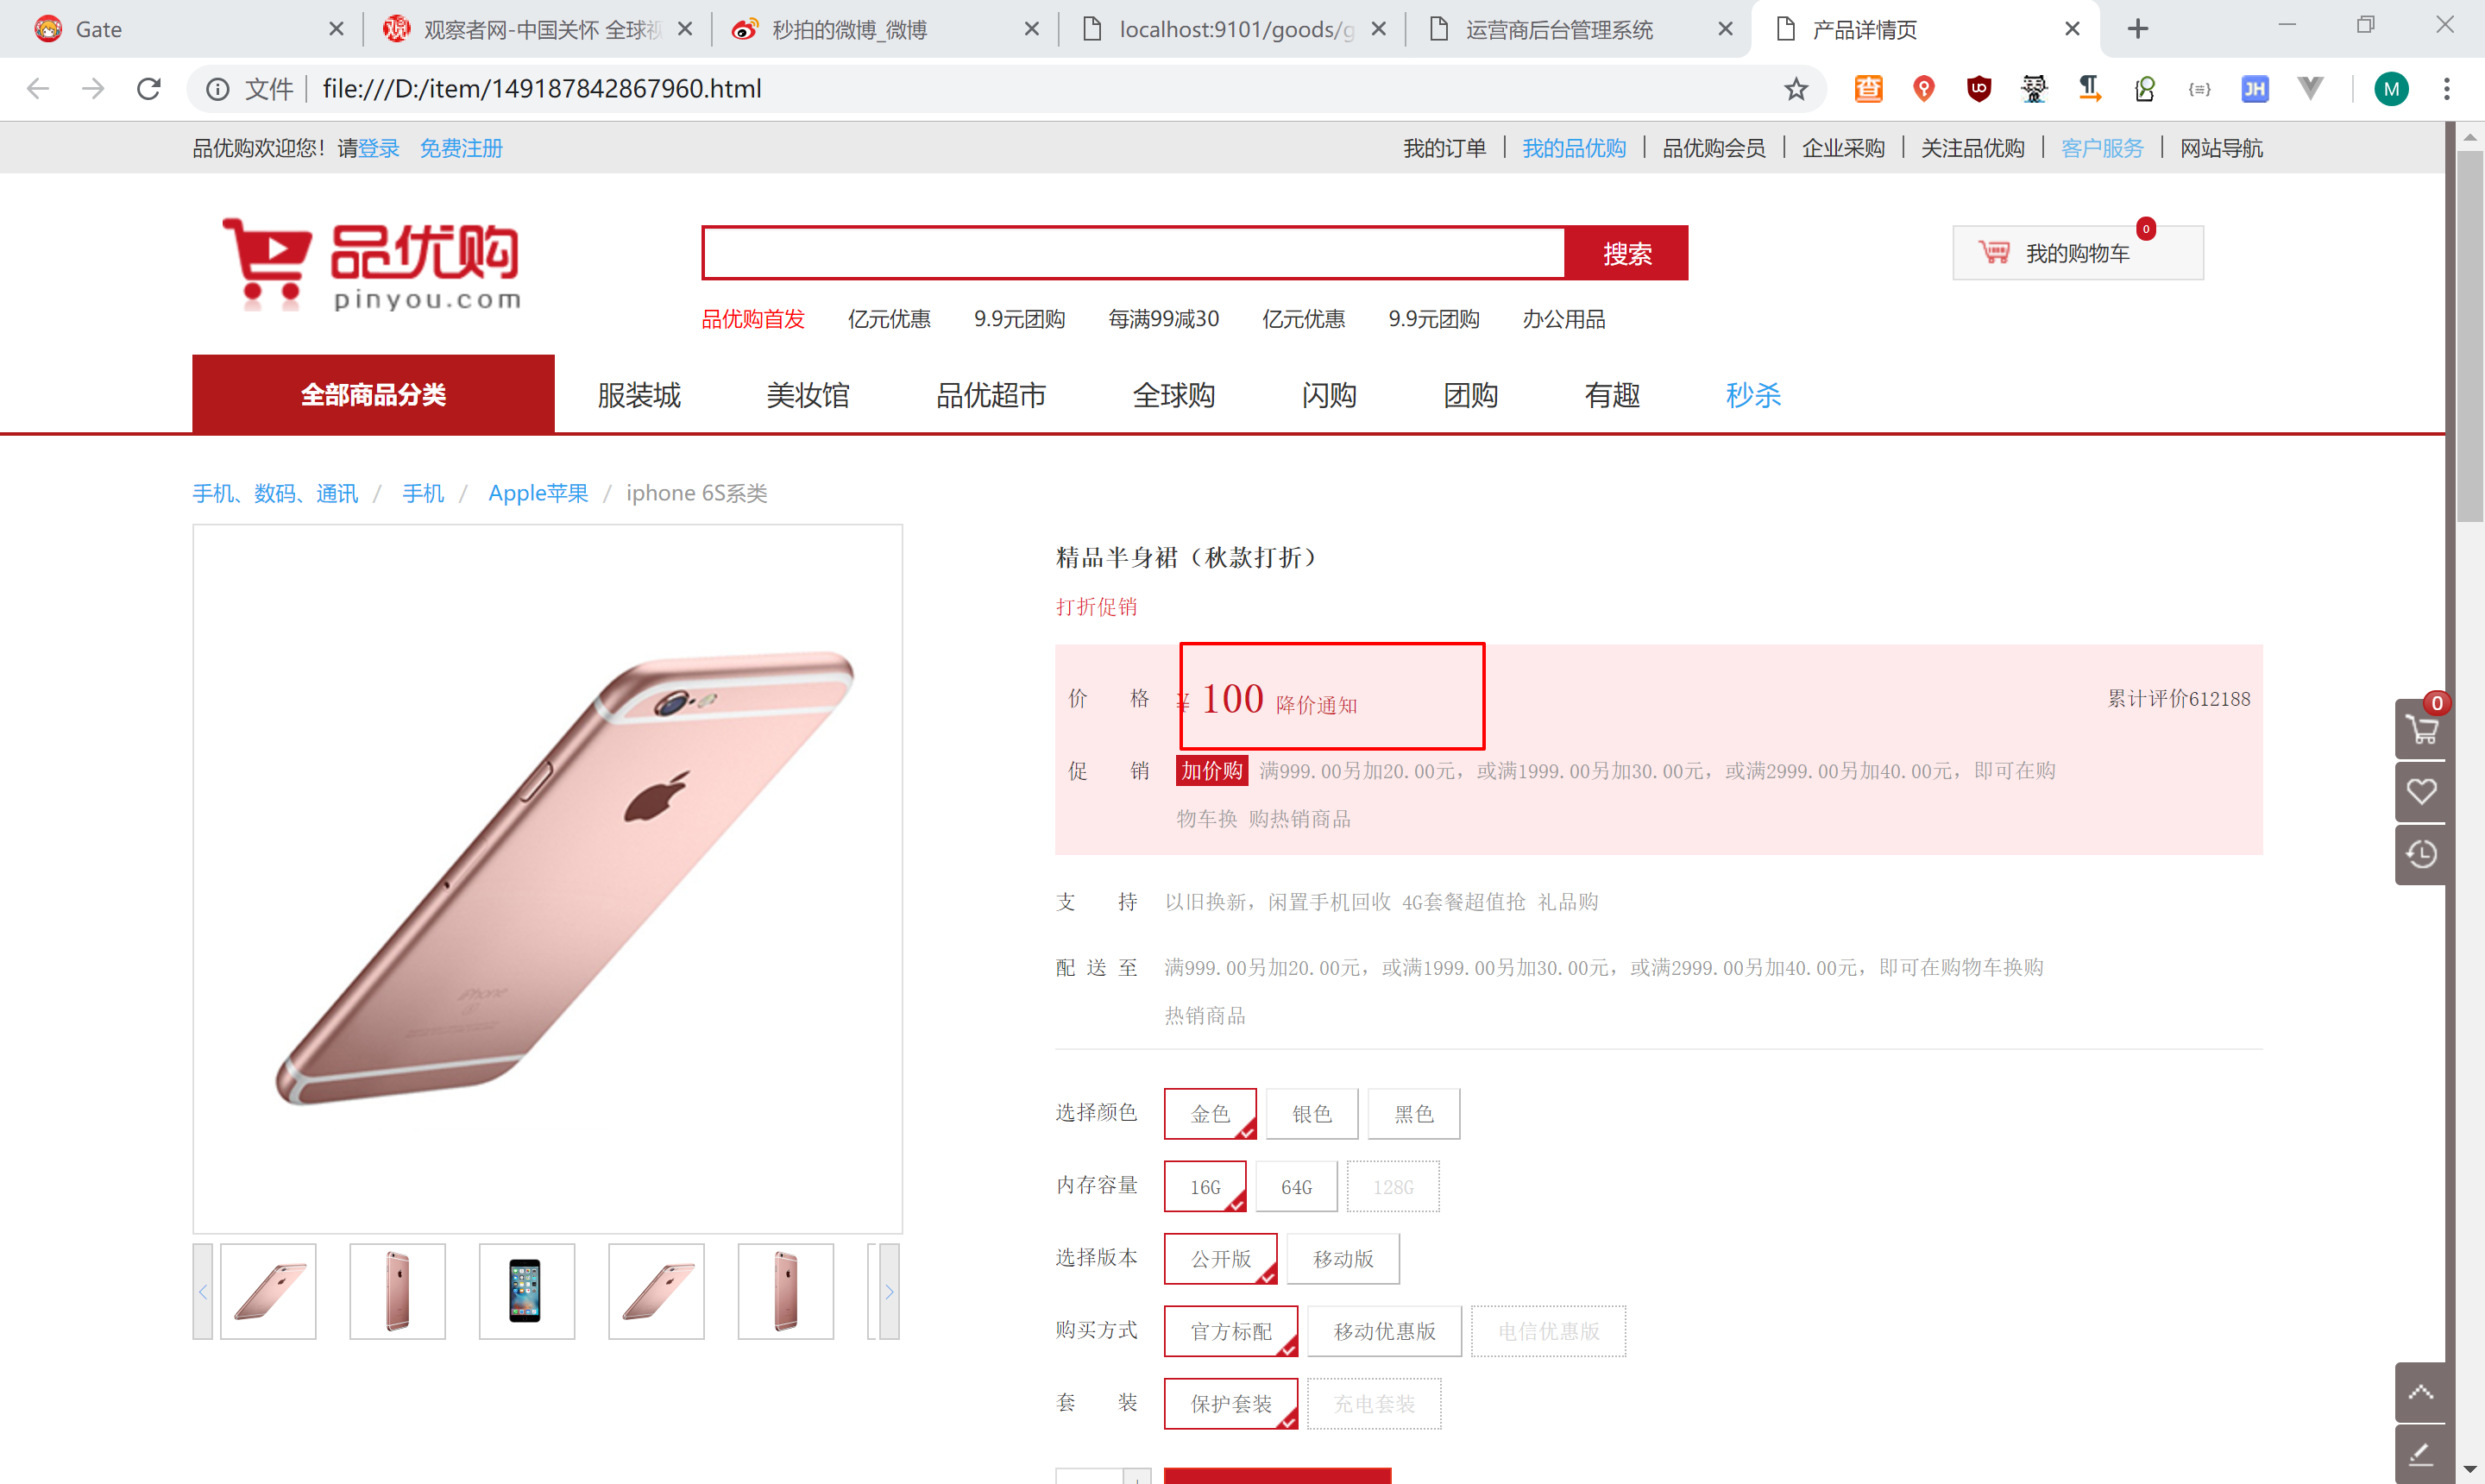 Gate
观察者网-中国关怀 全球视
秒拍的微博_微博
localhost:9101/goods/g
运营商后台管理系统
产品详情页
文件 file:///D:/item/149187842867960.html
M
品优购欢迎您！请登录 免费注册
我的订单 我的品优购 品优购会员 企业采购 关注品优购 客户服务 网站导航
品优购
pinyou.com
搜索
我的购物车 0
品优购首发 亿元优惠 9.9元团购 每满99减30 亿元优惠 9.9元团购 办公用品
全部商品分类 服装城 美妆馆 品优超市 全球购 闪购 团购 有趣 秒杀
手机、数码、通讯 / 手机 / Apple苹果 / iphone 6S系类
精品半身裙（秋款打折）
打折促销
价 格 ¥ 100 降价通知 累计评价612188
促 销 加价购 满999.00另加20.00元，或满1999.00另加30.00元，或满2999.00另加40.00元，即可在购
物车换 购热销商品
0
支 持 以旧换新，闲置手机回收 4G套餐超值抢 礼品购
配 送 至 满999.00另加20.00元，或满1999.00另加30.00元，或满2999.00另加40.00元，即可在购物车换购
热销商品
选择颜色 金色 银色 黑色
内存容量 16G 64G 128G
选择版本 公开版 移动版
购买方式 官方标配 移动优惠版 电信优惠版
套 装 保护套装 充电套装